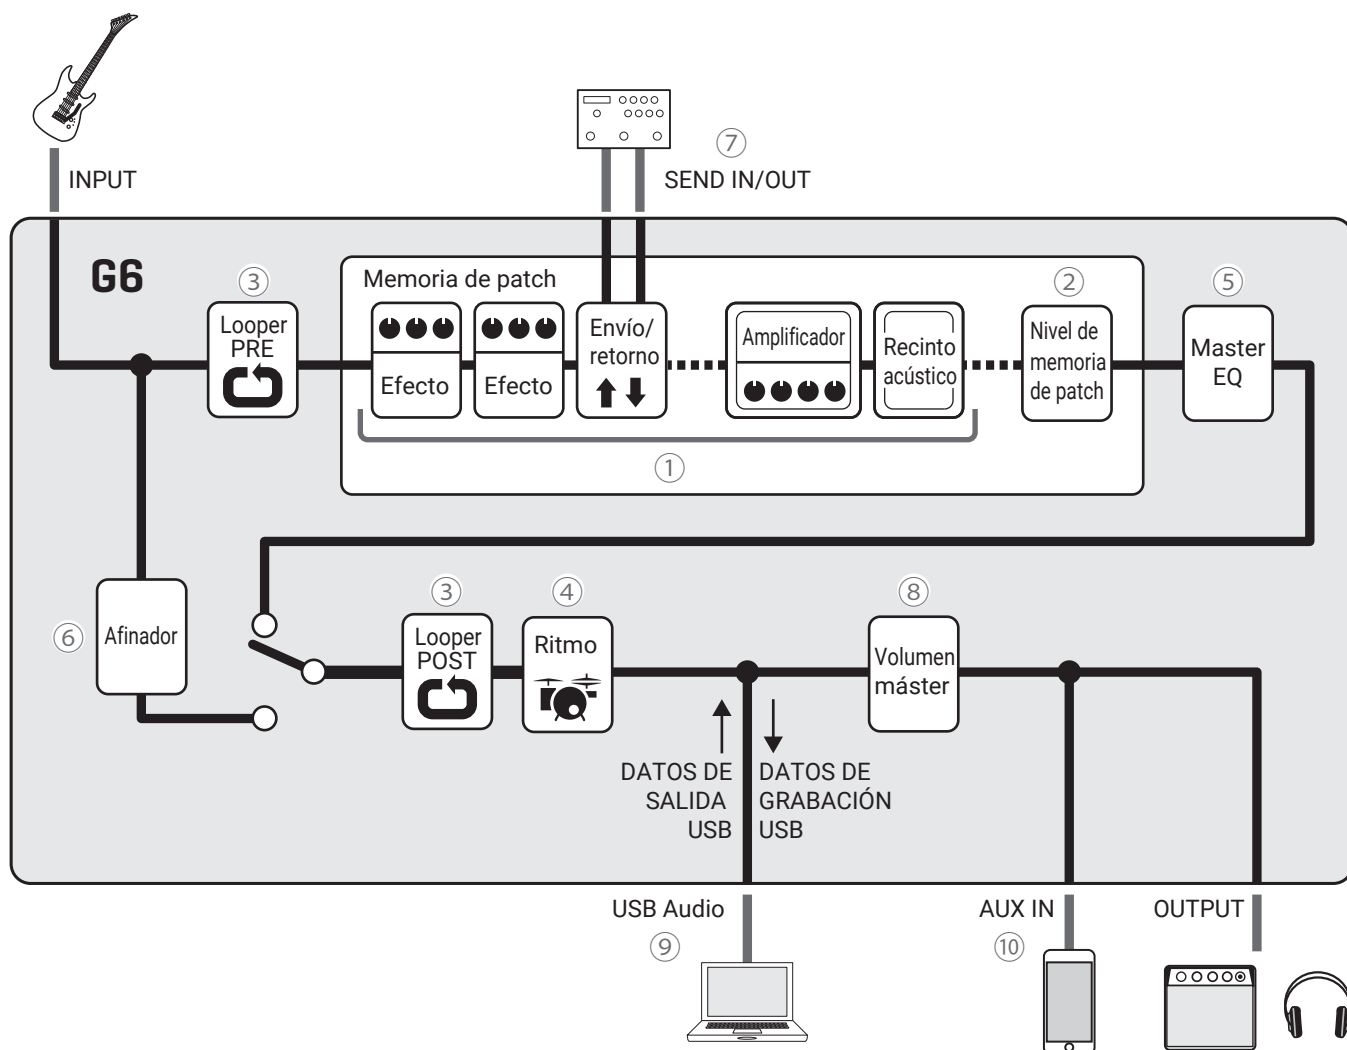 INPUT
⑦
SEND IN/OUT
G6
③
Looper
PRE
Memoria de patch
Efecto
Efecto
Envío/
retorno
Amplificador
Recinto
acústico
①
②
Nivel de
memoria
de patch
⑤
Master
EQ
⑥
Afinador
③
Looper
POST
④
Ritmo
⑧
Volumen
máster
DATOS DE
SALIDA
USB
DATOS DE
GRABACIÓN
USB
USB Audio
⑨
AUX IN
⑩
OUTPUT